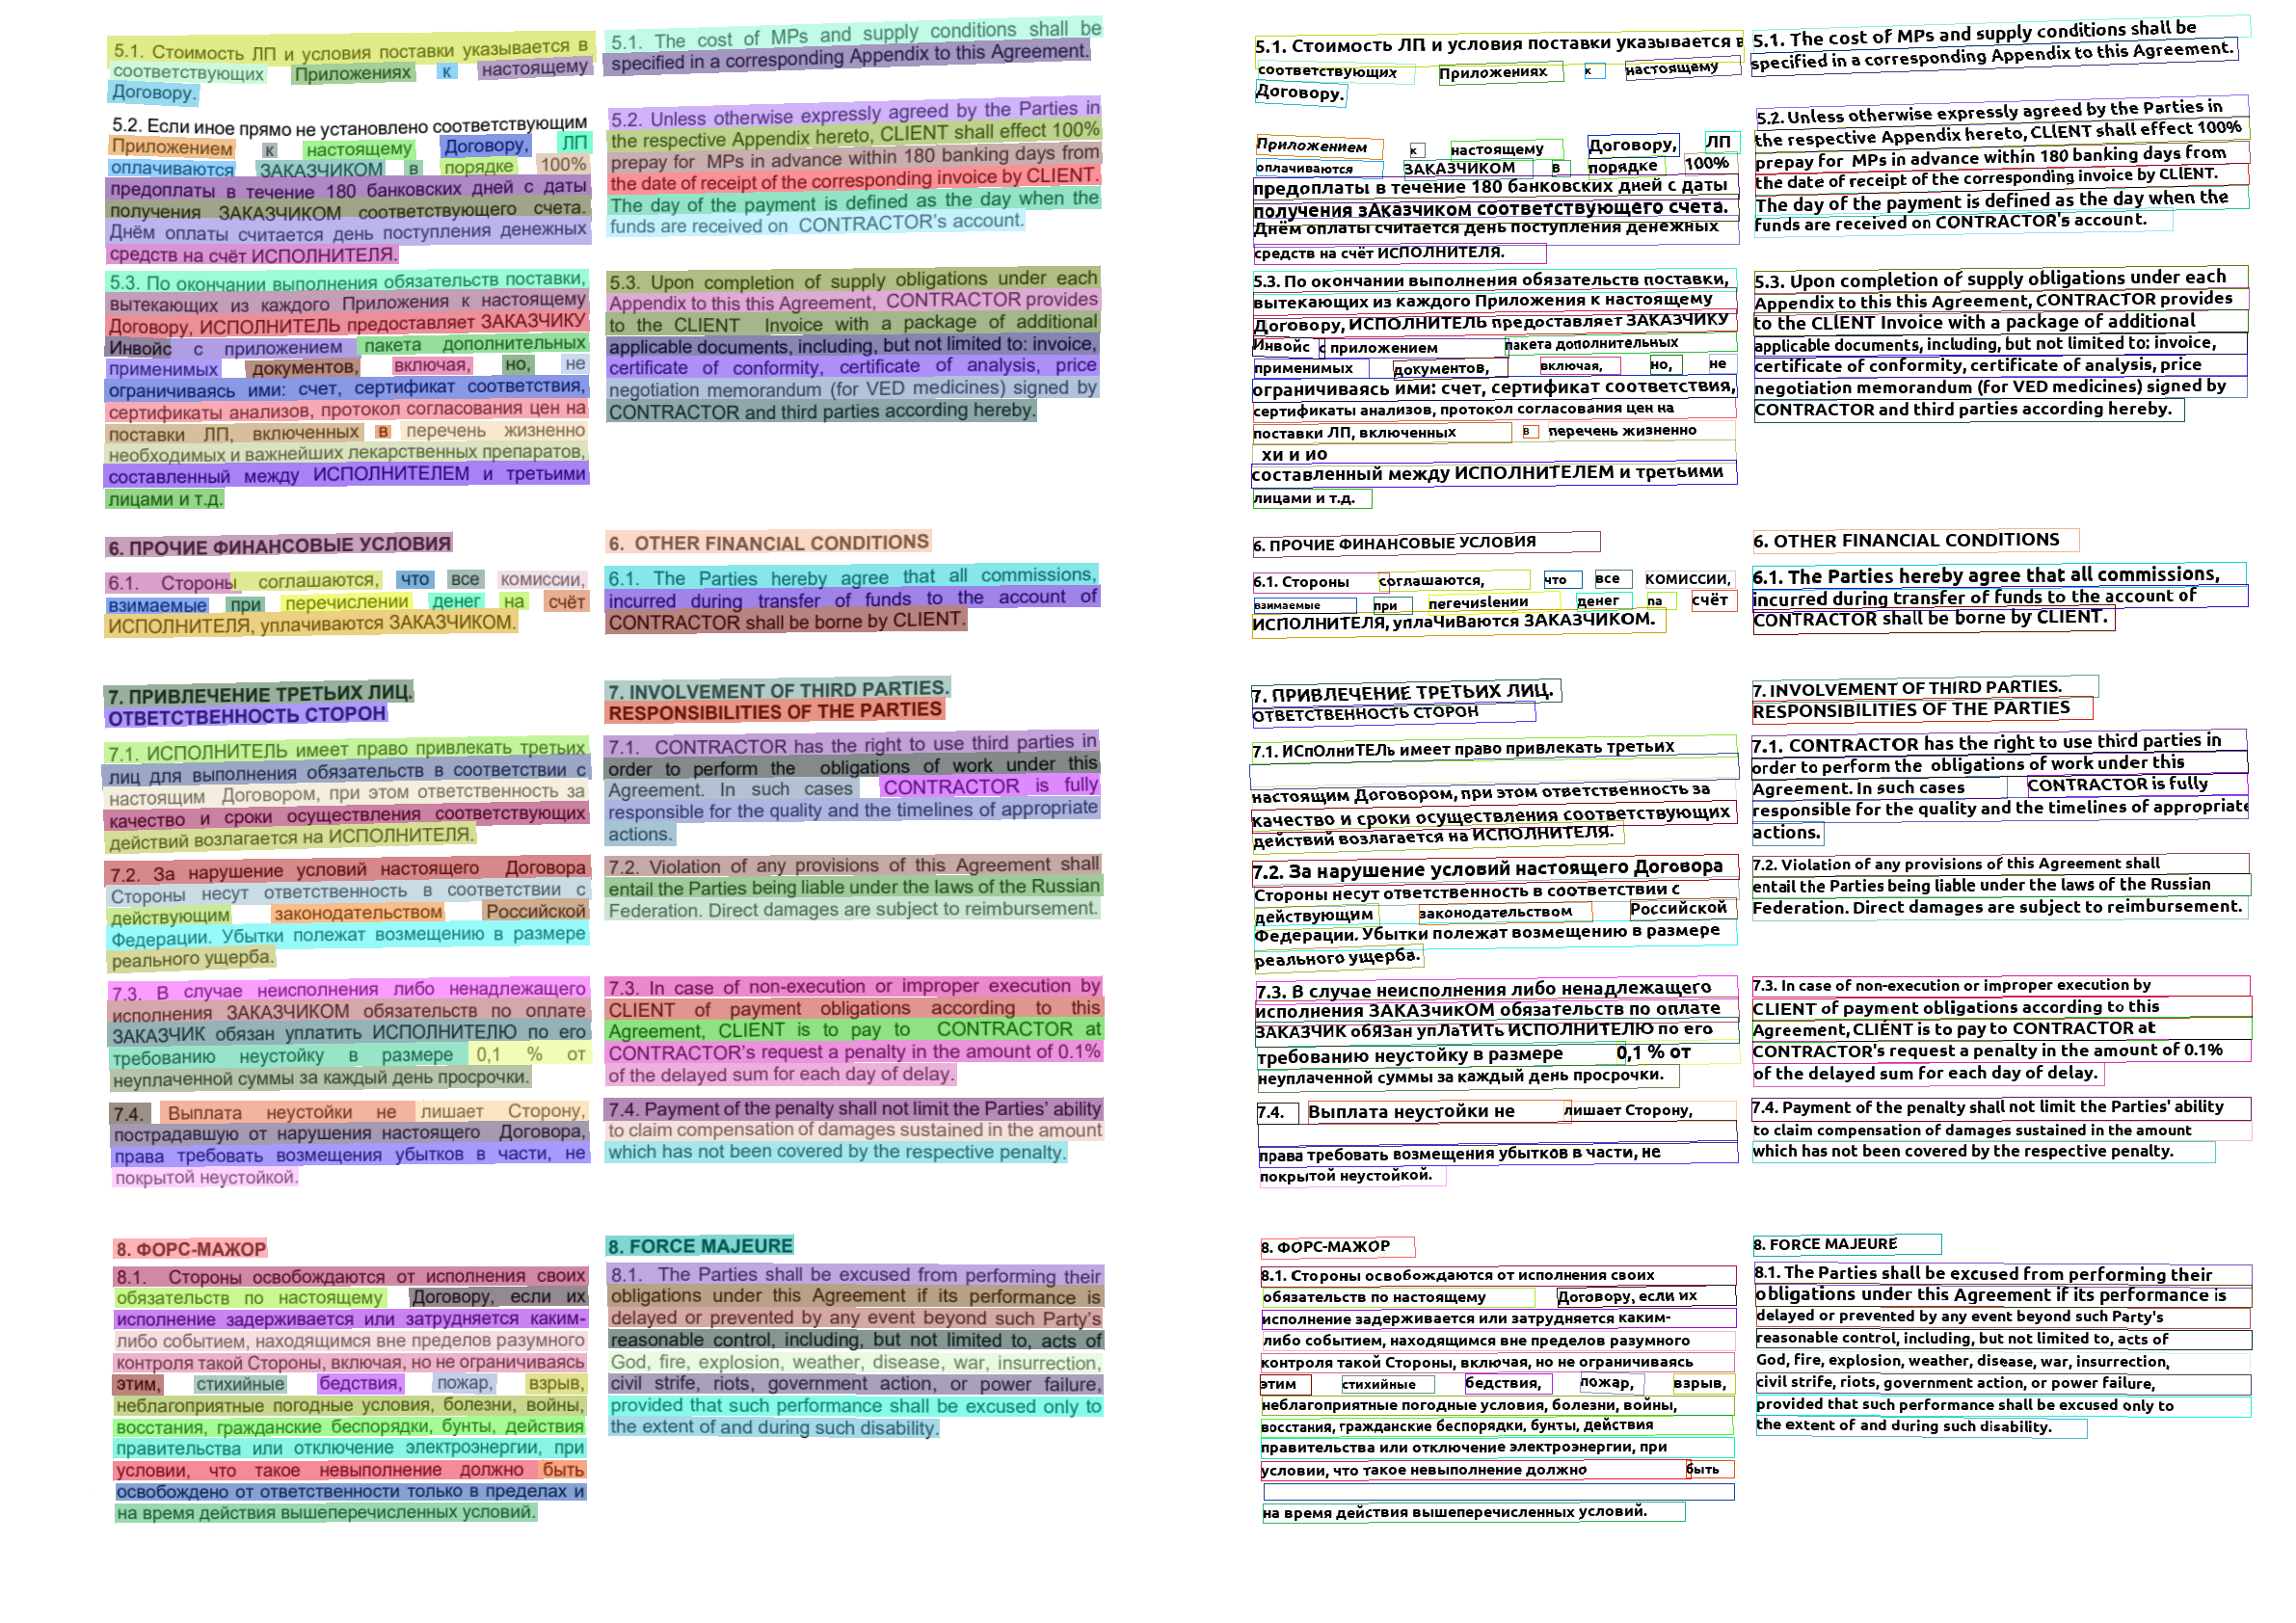 5.1. Стоимость ЛП и условия поставки указывается в
соответствующих Приложениях к настоящему
Договору.
5.2. Если иное прямо не установлено соответствующим
Приложением к настоящему Договору, ЛП
оплачиваются ЗАКАЗЧИКОМ в порядке 100%
предоплаты в течение 180 банковских дней с даты
получения ЗАКАЗЧИКОМ соответствующего счета.
Днём оплаты считается день поступления денежных
средств на счёт ИСПОЛНИТЕЛЯ.
5.3. По окончании выполнения обязательств поставки,
вытекающих из каждого Приложения к настоящему
Договору, ИСПОЛНИТЕЛЬ предоставляет ЗАКАЗЧИКУ
Инвойс с приложением пакета дополнительных
применимых документов, включая, но, не
ограничиваясь ими: счет, сертификат соответствия,
сертификаты анализов, протокол согласования цен на
поставки ЛП, включенных в перечень жизненно
необходимых и важнейших лекарственных препаратов,
составленный между ИСПОЛНИТЕЛЕМ и третьими
лицами и т.д.
6. ПРОЧИЕ ФИНАНСОВЫЕ УСЛОВИЯ
6.1. Стороны соглашаются, что все комиссии,
взимаемые при перечислении денег на счёт
ИСПОЛНИТЕЛЯ, уплачиваются ЗАКАЗЧИКОМ.
7. ПРИВЛЕЧЕНИЕ ТРЕТЬИХ ЛИЦ.
ОТВЕТСТВЕННОСТЬ СТОРОН
7.1. ИСПОЛНИТЕЛЬ имеет право привлекать третьих
лиц для выполнения обязательств в соответствии с
настоящим Договором, при этом ответственность за
качество и сроки осуществления соответствующих
действий возлагается на ИСПОЛНИТЕЛЯ.
7.2. За нарушение условий настоящего Договора
Стороны несут ответственность в соответствии с
действующим законодательством Российской
Федерации. Убытки полежат возмещению в размере
реального ущерба.
7.3. В случае неисполнения либо ненадлежащего
исполнения ЗАКАЗЧИКОМ обязательств по оплате
ЗАКАЗЧИК обязан уплатить ИСПОЛНИТЕЛЮ по его
требованию неустойку в размере 0,1 % от
неуплаченной суммы за каждый день просрочки.
7.4. Выплата неустойки не лишает Сторону,
пострадавшую от нарушения настоящего Договора,
права требовать возмещения убытков в части, не
покрытой неустойкой.
8. ФОРС-МАЖОР
8.1. Стороны освобождаются от исполнения своих
обязательств по настоящему Договору, если их
исполнение задерживается или затрудняется каким-
либо событием, находящимся вне пределов разумного
контроля такой Стороны, включая, но не ограничиваясь
этим, стихийные бедствия, пожар, взрыв,
неблагоприятные погодные условия, болезни, войны,
восстания, гражданские беспорядки, бунты, действия
правительства или отключение электроэнергии, при
условии, что такое невыполнение должно быть
освобождено от ответственности только в пределах и
на время действия вышеперечисленных условий.
5.1. The cost of MPs and supply conditions shall be
specified in a corresponding Appendix to this Agreement.
5.2. Unless otherwise expressly agreed by the Parties in
the respective Appendix hereto, CLIENT shall effect 100%
prepay for MPs in advance within 180 banking days from
the date of receipt of the corresponding invoice by CLIENT.
The day of the payment is defined as the day when the
funds are received on CONTRACTOR's account.
5.3. Upon completion of supply obligations under each
Appendix to this this Agreement, CONTRACTOR provides
to the CLIENT Invoice with a package of additional
applicable documents, including, but not limited to: invoice,
certificate of conformity, certificate of analysis, price
negotiation memorandum (for VED medicines) signed by
CONTRACTOR and third parties according hereby.
6. OTHER FINANCIAL CONDITIONS
6.1. The Parties hereby agree that all commissions,
incurred during transfer of funds to the account of
CONTRACTOR shall be borne by CLIENT.
7. INVOLVEMENT OF THIRD PARTIES.
RESPONSIBILITIES OF THE PARTIES
7.1. CONTRACTOR has the right to use third parties in
order to perform the obligations of work under this
Agreement. In such cases CONTRACTOR is fully
responsible for the quality and the timelines of appropriate
actions.
7.2. Violation of any provisions of this Agreement shall
entail the Parties being liable under the laws of the Russian
Federation. Direct damages are subject to reimbursement.
7.3. In case of non-execution or improper execution by
CLIENT of payment obligations according to this
Agreement, CLIENT is to pay to CONTRACTOR at
CONTRACTOR's request a penalty in the amount of 0.1%
of the delayed sum for each day of delay.
7.4. Payment of the penalty shall not limit the Parties' ability
to claim compensation of damages sustained in the amount
which has not been covered by the respective penalty.
8. FORCE MAJEURE
8.1. The Parties shall be excused from performing their
obligations under this Agreement if its performance is
delayed or prevented by any event beyond such Party's
reasonable control, including, but not limited to, acts of
God, fire, explosion, weather, disease, war, insurrection,
civil strife, riots, government action, or power failure,
provided that such performance shall be excused only to
the extent of and during such disability.
5.1. Стоимость ЛП и условия поставки указывается в
соответствующих Приложениях к настоящему
Договору.
Приложением к настоящему Договору, ЛП
оплачиваются ЗАКАЗЧИКОМ в порядке 100%
предоплаты в течение 180 банковских дней с даты
получения зАказчиком соответствующего счета.
Днём оплаты считается день поступления денежных
средств на счёт ИСПОЛНИТЕЛЯ.
5.3. По окончании выполнения обязательств поставки,
вытекающих из каждого Приложения к настоящему
Договору, ИСПОЛНИТЕЛЬ предоставляет ЗАКАЗЧИКУ
Инвойс с приложением пакета дополнительных
применимых документов, включая, но, не
ограничиваясь ими: счет, сертификат соответствия,
сертификаты анализов, протокол согласования цен на
поставки ЛП, включенных в перечень жизненно
хи и ио
составленный между ИСПОЛНИТЕЛЕМ и третьими
лицами и т.д.
6. ПРОЧИЕ ФИНАНСОВЫЕ УСЛОВИЯ
6.1. Стороны соглашаются, что все КОМИССИИ,
взимаемые при пегечиslении денег па счёт
ИСПОЛНИТЕЛЯ, уплаЧиВаются ЗАКАЗЧИКОМ.
7. ПРИВЛЕЧЕНИЕ ТРЕТЬИХ ЛИЦ.
ОТВЕТСТВЕННОСТЬ СТОРОН
7.1. ИСпОлниТЕЛь имеет право привлекать третьих
настоящим Договором, при этом ответственность за
качество и сроки осуществления соответствующих
действий возлагается на ИСПОЛНИТЕЛЯ.
7.2. За нарушение условий настоящего Договора
Стороны несут ответственность в соответствии с
действующим законодательством Российской
Федерации. Убытки полежат возмещению в размере
реального ущерба.
7.3. В случае неисполнения либо ненадлежащего
исполнения ЗАКАЗчикОМ обязательств по оплате
ЗАКАЗЧИК обЯЗан уплаТИТЬ ИСПОЛНИТЕЛЮ по его
требованию неустойку в размере 0,1 % от
неуплаченной суммы за каждый день просрочки.
7.4. Выплата неустойки не лишает Сторону,
права требовать возмещения убытков в части, не
покрытой неустойкой.
8. ФОРС-МАЖОР
8.1. Стороны освобождаются от исполнения своих
обязательств по настоящему Договору, если их
исполнение задерживается или затрудняется каким-
либо событием, находящимся вне пределов разумного
контроля такой Стороны, включая, но не ограничиваясь
этим стихийные бедствия, пожар, взрыв,
неблагоприятные погодные условия, болезни, войны,
восстания, гражданские беспорядки, бунты, действия
правительства или отключение электроэнергии, при
условии, что такое невыполнение должно быть
на время действия вышеперечисленных условий.
5.1. The cost of MPs and supply conditions shall be
specified in a corresponding Appendix to this Agreement.
5.2. Unless otherwise expressly agreed by the Parties in
the respective Appendix hereto, CLIENT shall effect 100%
prepay for MPs in advance within 180 banking days from
the date of receipt of the corresponding invoice by CLIENT.
The day of the payment is defined as the day when the
funds are received on CONTRACTOR's account.
5.3. Upon completion of supply obligations under each
Appendix to this this Agreement, CONTRACTOR provides
to the CLIENT Invoice with a package of additional
applicable documents, including, but not limited to: invoice,
certificate of conformity, certificate of analysis, price
negotiation memorandum (for VED medicines) signed by
CONTRACTOR and third parties according hereby.
6. OTHER FINANCIAL CONDITIONS
6.1. The Parties hereby agree that all commissions,
incurred during transfer of funds to the account of
CONTRACTOR shall be borne by CLIENT.
7. INVOLVEMENT OF THIRD PARTIES.
RESPONSIBILITIES OF THE PARTIES
7.1. CONTRACTOR has the right to use third parties in
order to perform the obligations of work under this
Agreement. In such cases CONTRACTOR is fully
responsible for the quality and the timelines of appropriate
actions.
7.2. Violation of any provisions of this Agreement shall
entail the Parties being liable under the laws of the Russian
Federation. Direct damages are subject to reimbursement.
7.3. In case of non-execution or improper execution by
CLIENT of payment obligations according to this
Agreement, CLIENT is to pay to CONTRACTOR at
CONTRACTOR's request a penalty in the amount of 0.1%
of the delayed sum for each day of delay.
7.4. Payment of the penalty shall not limit the Parties' ability
to claim compensation of damages sustained in the amount
which has not been covered by the respective penalty.
8. FORCE MAJEURE
8.1. The Parties shall be excused from performing their
obligations under this Agreement if its performance is
delayed or prevented by any event beyond such Party's
reasonable control, including, but not limited to, acts of
God, fire, explosion, weather, disease, war, insurrection,
civil strife, riots, government action, or power failure,
provided that such performance shall be excused only to
the extent of and during such disability.